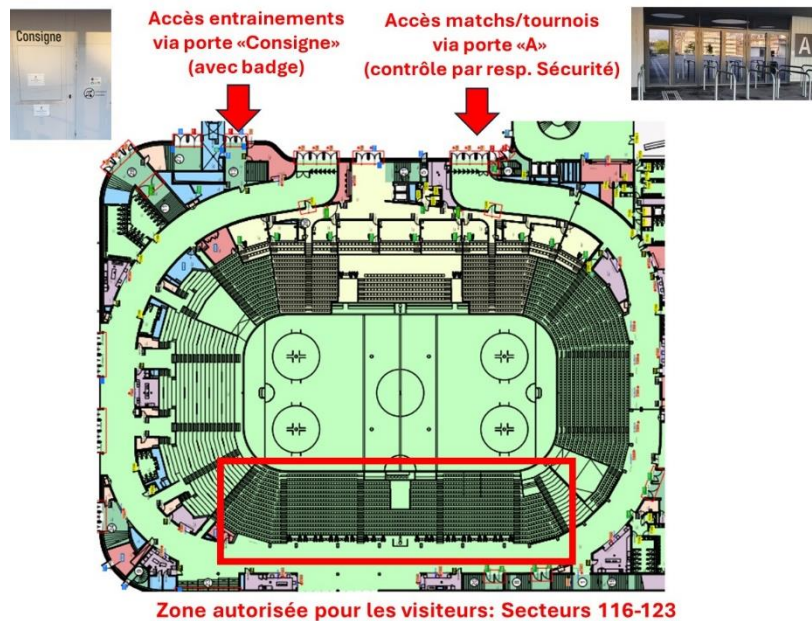 Consigne
Accès entrainements
via porte «Consigne»
(avec badge)
Accès matchs/tournois
via porte «A»
(contrôle par resp. Sécurité)
A
Zone autorisée pour les visiteurs: Secteurs 116-123